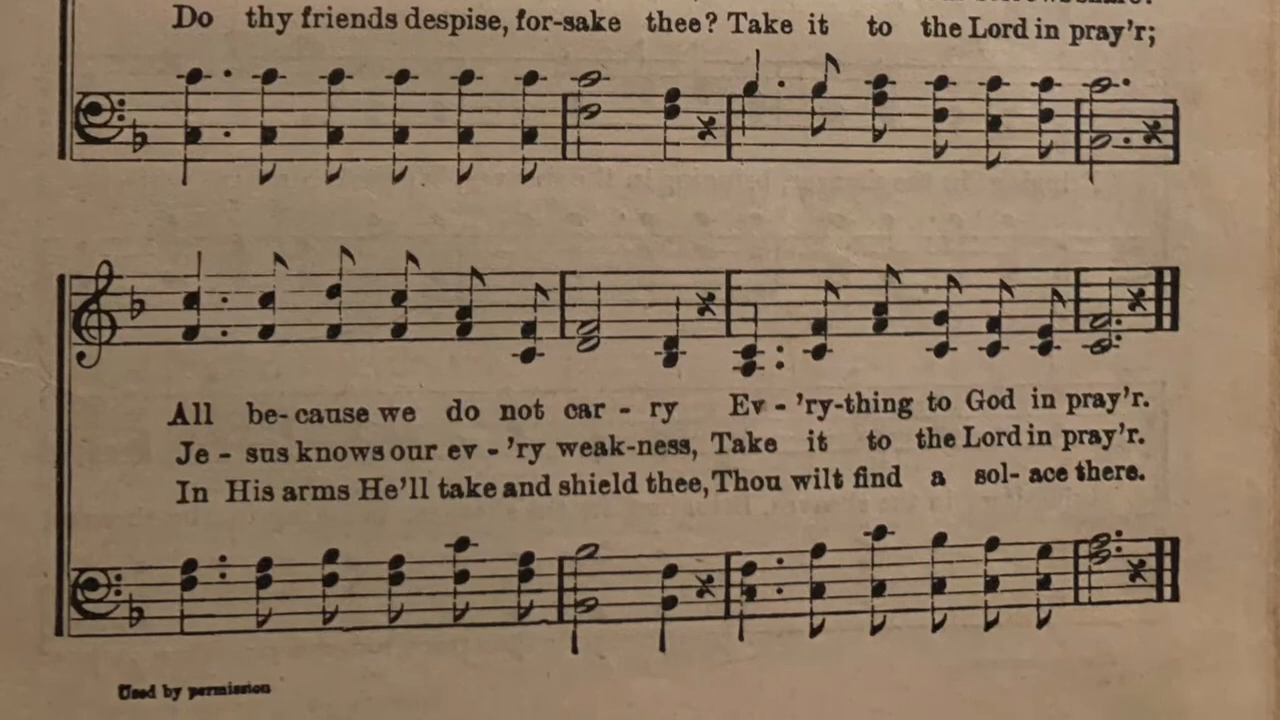 Do thy friends despise, for-sake thee? Take it to the Lord in pray'r;
All be-cause we do not car - ry Ev - 'ry-thing to God in pray'r.
Je - sus knows our ev - 'ry weak-ness, Take it to the Lord in pray'r.
In His arms He'll take and shield thee, Thou wilt find a sol- ace there.
Used by permission